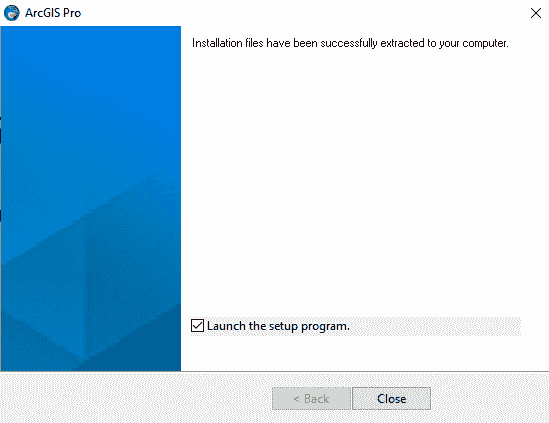 ArcGIS Pro
Installation files have been successfully extracted to your computer.
Launch the setup program.
< Back
Close